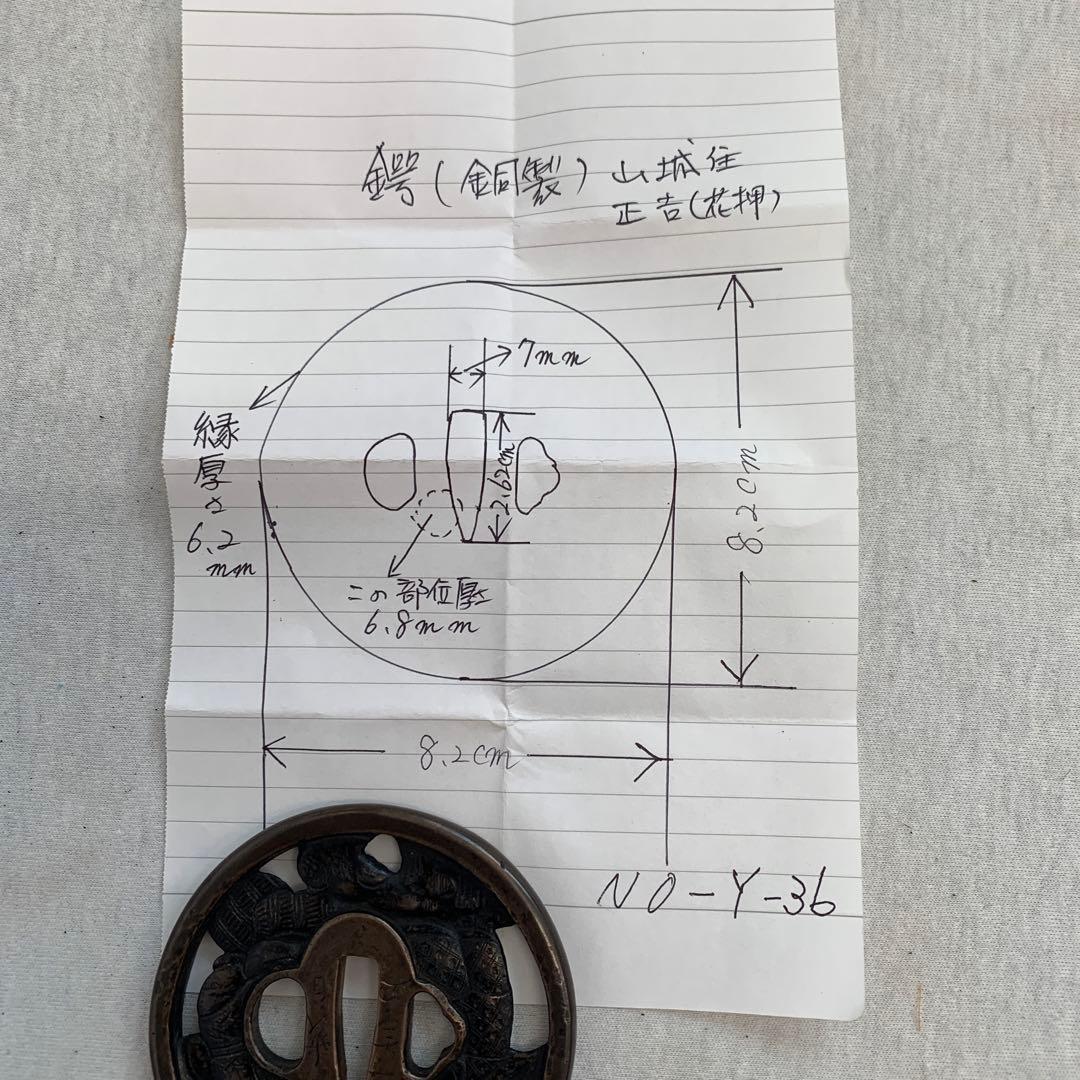 鍔(銅製)山城住
正吉(花押)
7mm
縁厚さ
6.2
mm
2.62cm
8.2cm
この部位厚さ
6.8mm
8.2cm
NO-Y-36